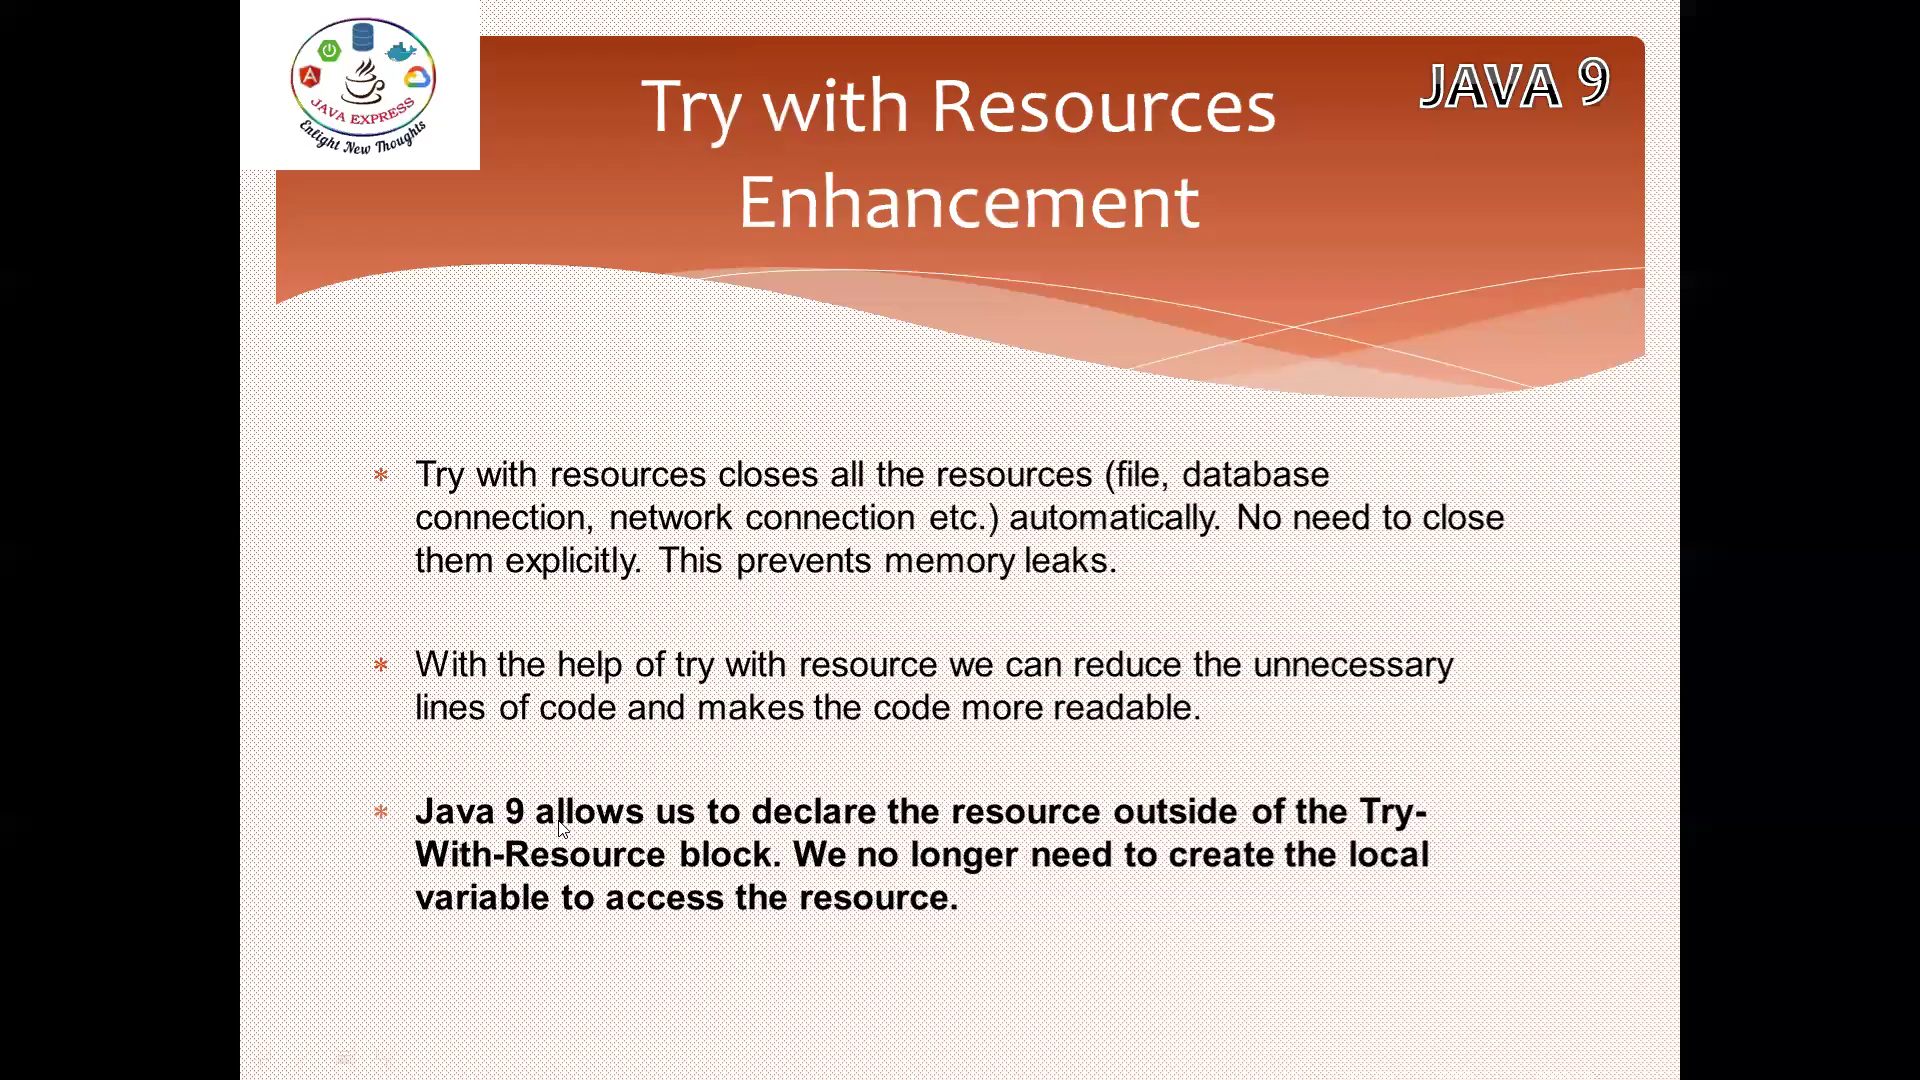 JAVA EXPRESS
Enlight New Thoughts
JAVA 9
Try with Resources
Enhancement
Try with resources closes all the resources (file, database
connection, network connection etc.) automatically. No need to close
them explicitly. This prevents memory leaks.
With the help of try with resource we can reduce the unnecessary
lines of code and makes the code more readable.
Java 9 allows us to declare the resource outside of the Try-
With-Resource block. We no longer need to create the local
variable to access the resource.